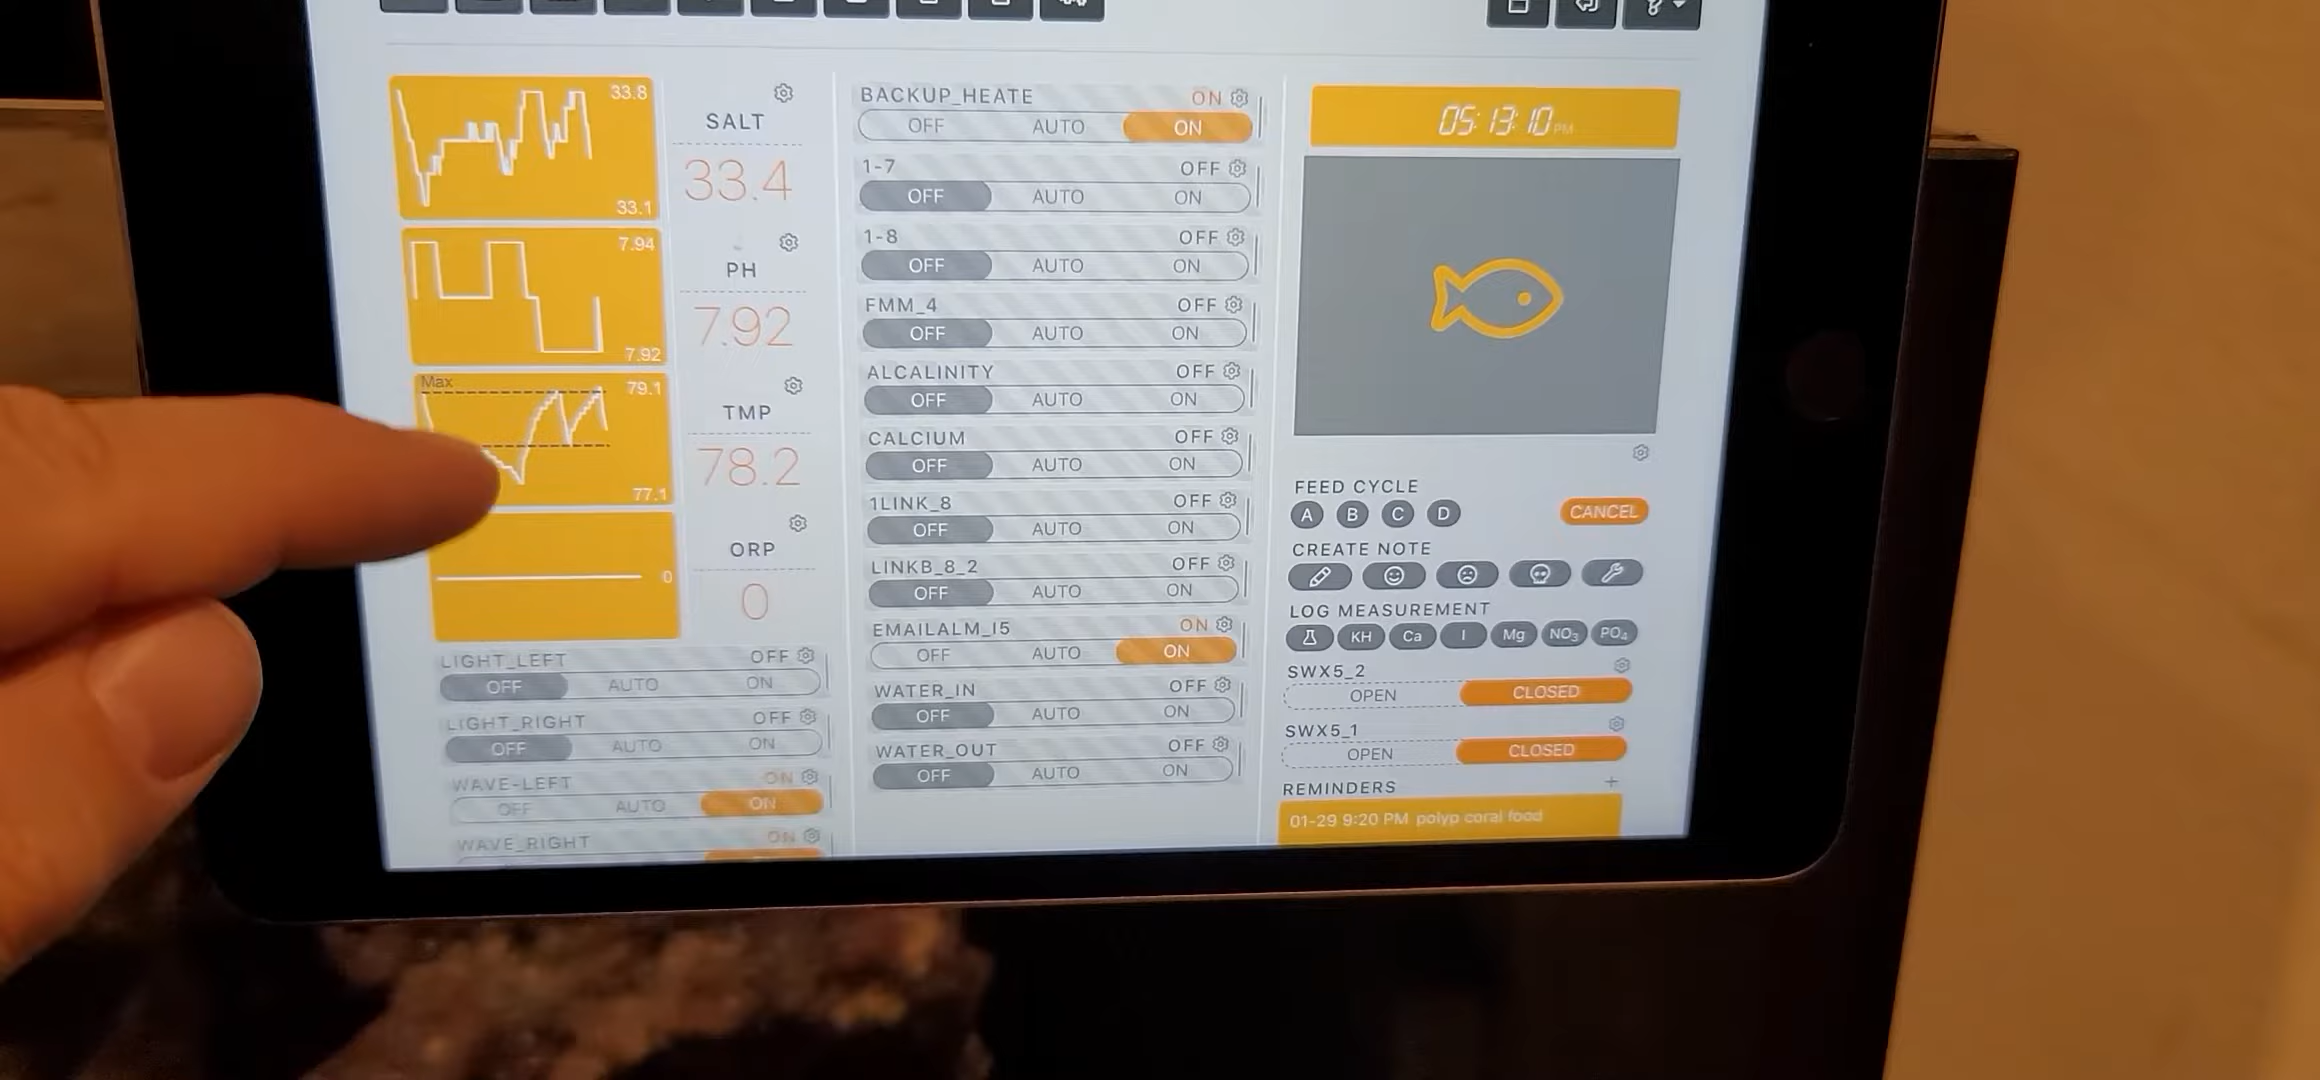 33.8
33.1
SALT
33.4
7.94
7.92
PH
7.92
Max
79.1
77.1
TMP
78.2
0
ORP
0
LIGHT_LEFT OFF
OFF AUTO ON
LIGHT_RIGHT OFF
OFF AUTO ON
WAVE-LEFT ON
OFF AUTO ON
WAVE_RIGHT ON
BACKUP_HEATE ON
OFF AUTO ON
1-7 OFF
OFF AUTO ON
1-8 OFF
OFF AUTO ON
FMM_4 OFF
OFF AUTO ON
ALCALINITY OFF
OFF AUTO ON
CALCIUM OFF
OFF AUTO ON
1LINK_8 OFF
OFF AUTO ON
LINKB_8_2 OFF
OFF AUTO ON
EMAILALM_I5 ON
OFF AUTO ON
WATER_IN OFF
OFF AUTO ON
WATER_OUT OFF
OFF AUTO ON
05:13:10 PM
FEED CYCLE
A B C D CANCEL
CREATE NOTE
LOG MEASUREMENT
KH Ca I Mg NO₃ PO₄
SWX5_2
OPEN CLOSED
SWX5_1
OPEN CLOSED
REMINDERS +
01-29 9:20 PM polyp coral food